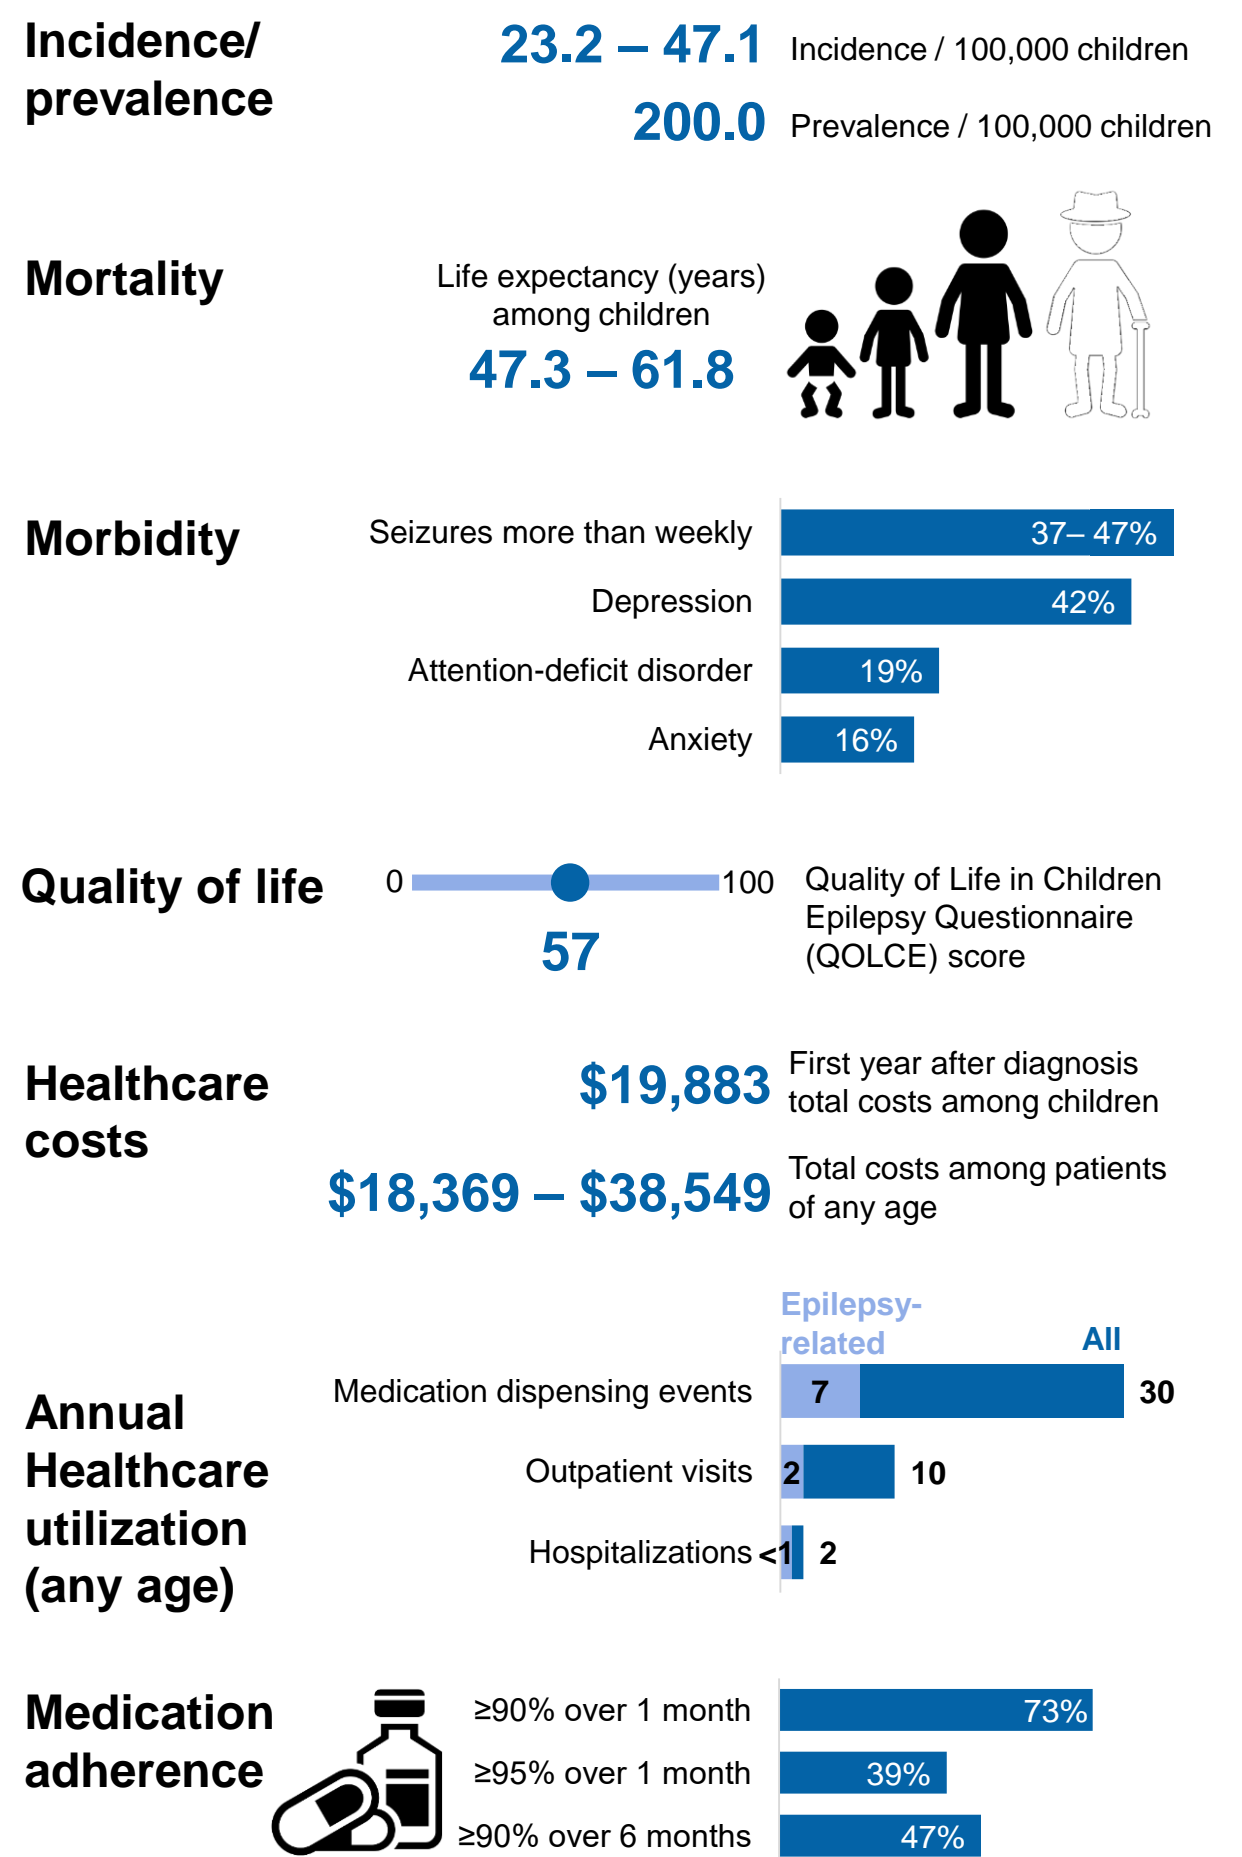 Incidence/
prevalence
23.2 – 47.1 Incidence / 100,000 children
200.0 Prevalence / 100,000 children
Mortality
Life expectancy (years)
among children
47.3 – 61.8
Morbidity
Seizures more than weekly 37– 47%
Depression 42%
Attention-deficit disorder 19%
Anxiety 16%
Quality of life
0 100
57
Quality of Life in Children
Epilepsy Questionnaire
(QOLCE) score
Healthcare
costs
$19,883
First year after diagnosis
total costs among children
$18,369 – $38,549
Total costs among patients
of any age
Annual
Healthcare
utilization
(any age)
Epilepsy-
related
All
Medication dispensing events 7 30
Outpatient visits 2 10
Hospitalizations <1 2
Medication
adherence
≥90% over 1 month 73%
≥95% over 1 month 39%
≥90% over 6 months 47%